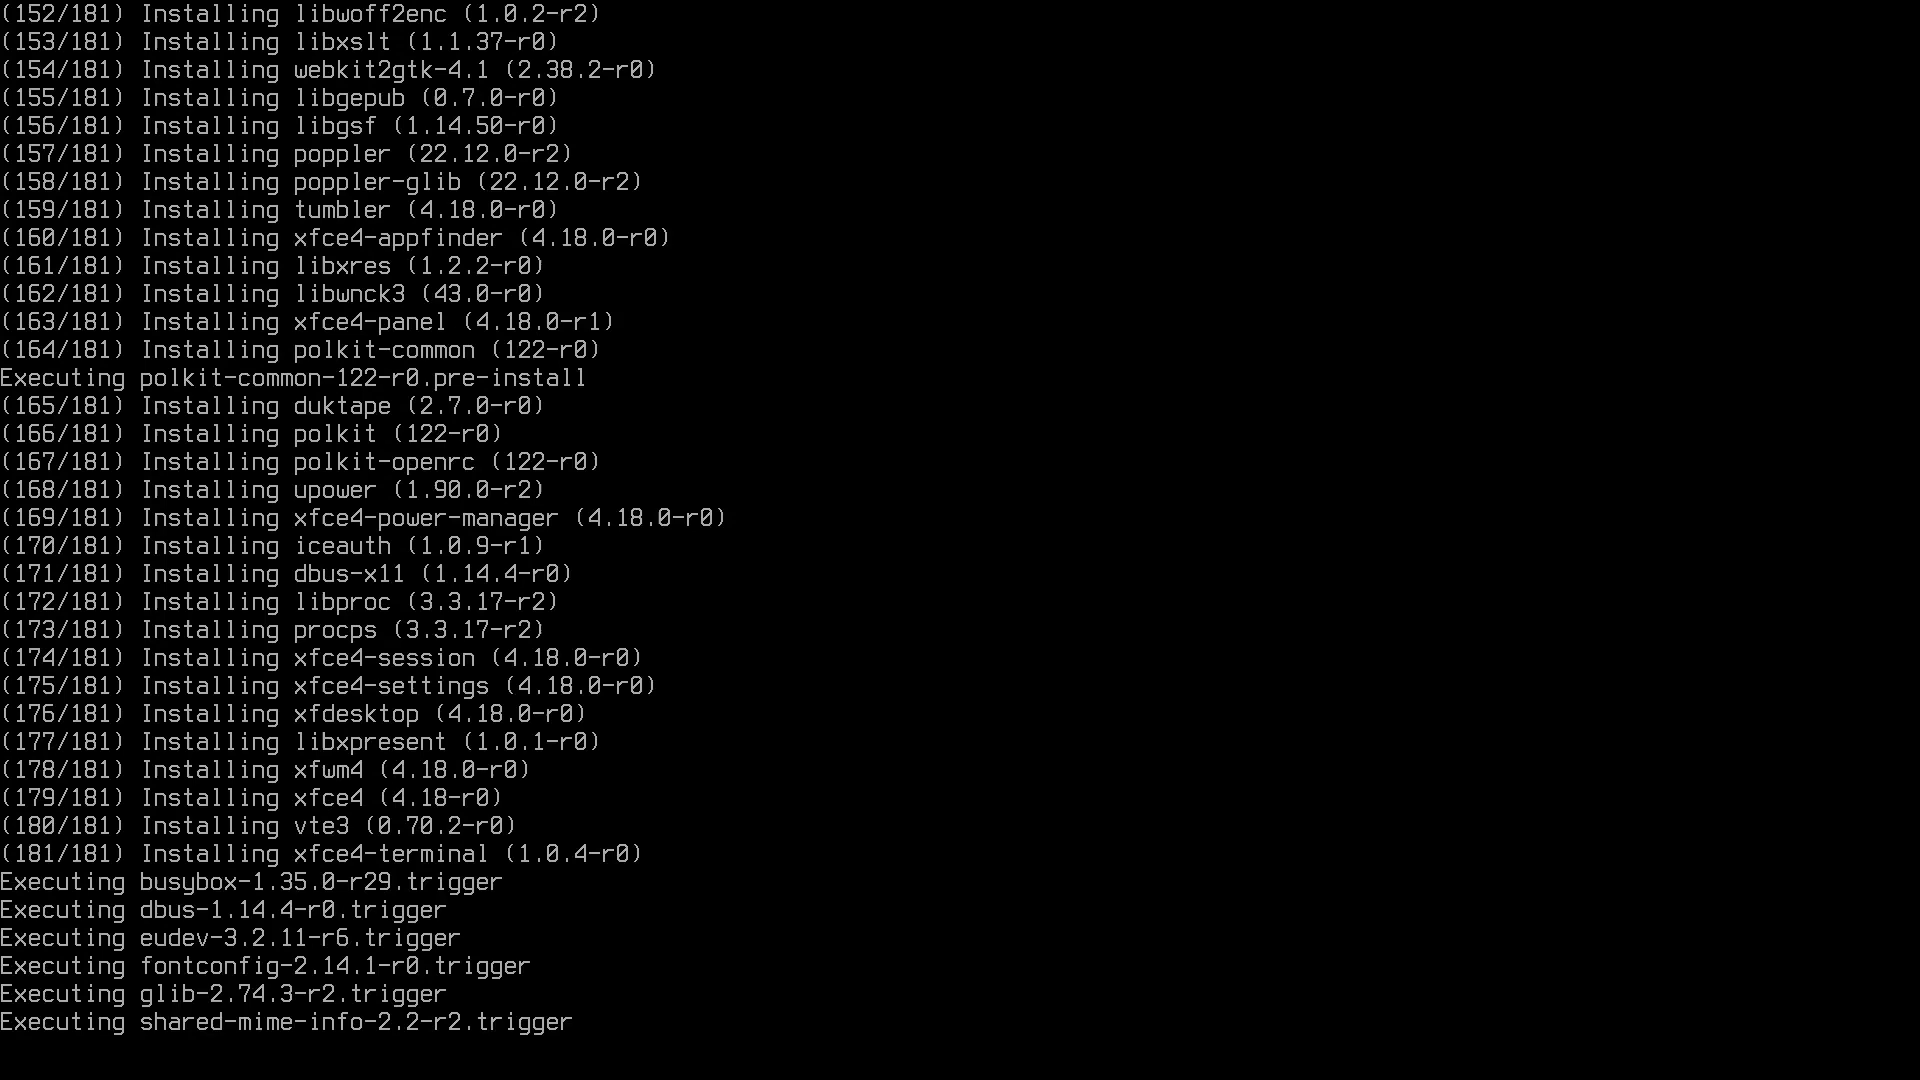 (152/181) Installing libwoff2enc (1.0.2-r2)
(153/181) Installing libxslt (1.1.37-r0)
(154/181) Installing webkit2gtk-4.1 (2.38.2-r0)
(155/181) Installing libgepub (0.7.0-r0)
(156/181) Installing libgsf (1.14.50-r0)
(157/181) Installing poppler (22.12.0-r2)
(158/181) Installing poppler-glib (22.12.0-r2)
(159/181) Installing tumbler (4.18.0-r0)
(160/181) Installing xfce4-appfinder (4.18.0-r0)
(161/181) Installing libxres (1.2.2-r0)
(162/181) Installing libwnck3 (43.0-r0)
(163/181) Installing xfce4-panel (4.18.0-r1)
(164/181) Installing polkit-common (122-r0)
Executing polkit-common-122-r0.pre-install
(165/181) Installing duktape (2.7.0-r0)
(166/181) Installing polkit (122-r0)
(167/181) Installing polkit-openrc (122-r0)
(168/181) Installing upower (1.90.0-r2)
(169/181) Installing xfce4-power-manager (4.18.0-r0)
(170/181) Installing iceauth (1.0.9-r1)
(171/181) Installing dbus-x11 (1.14.4-r0)
(172/181) Installing libproc (3.3.17-r2)
(173/181) Installing procps (3.3.17-r2)
(174/181) Installing xfce4-session (4.18.0-r0)
(175/181) Installing xfce4-settings (4.18.0-r0)
(176/181) Installing xfdesktop (4.18.0-r0)
(177/181) Installing libxpresent (1.0.1-r0)
(178/181) Installing xfwm4 (4.18.0-r0)
(179/181) Installing xfce4 (4.18-r0)
(180/181) Installing vte3 (0.70.2-r0)
(181/181) Installing xfce4-terminal (1.0.4-r0)
Executing busybox-1.35.0-r29.trigger
Executing dbus-1.14.4-r0.trigger
Executing eudev-3.2.11-r6.trigger
Executing fontconfig-2.14.1-r0.trigger
Executing glib-2.74.3-r2.trigger
Executing shared-mime-info-2.2-r2.trigger